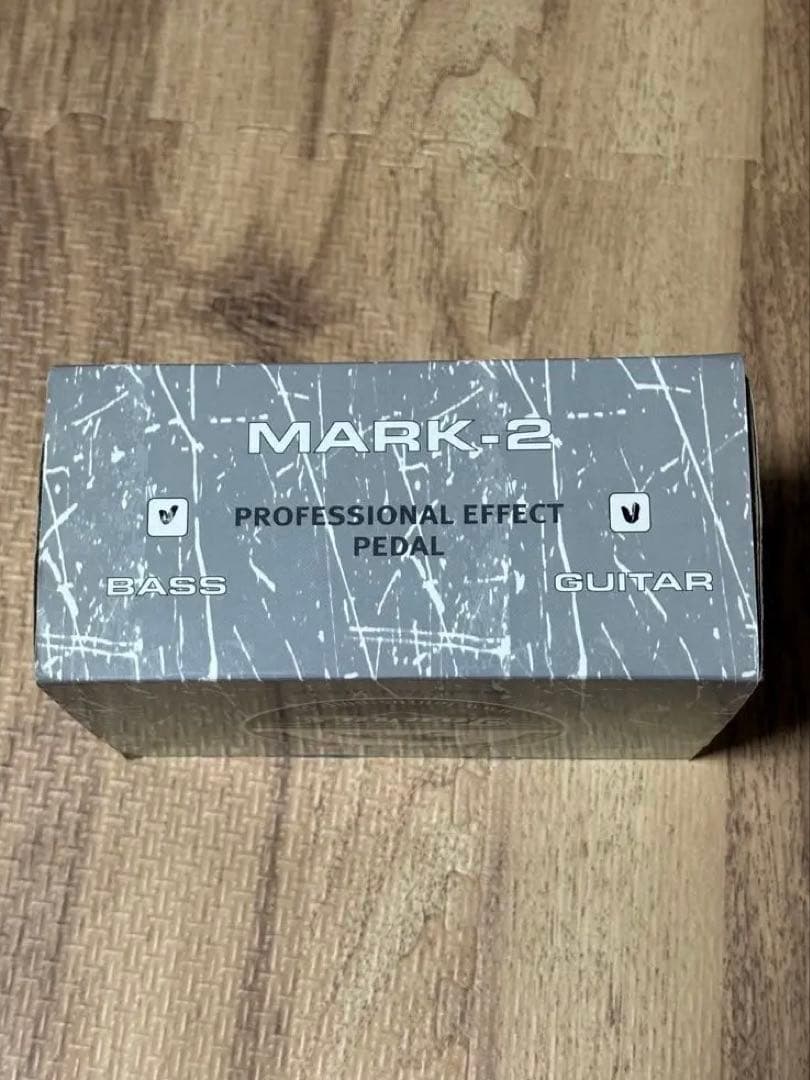 MARK-2
PROFESSIONAL EFFECT
PEDAL
BASS
GUITAR